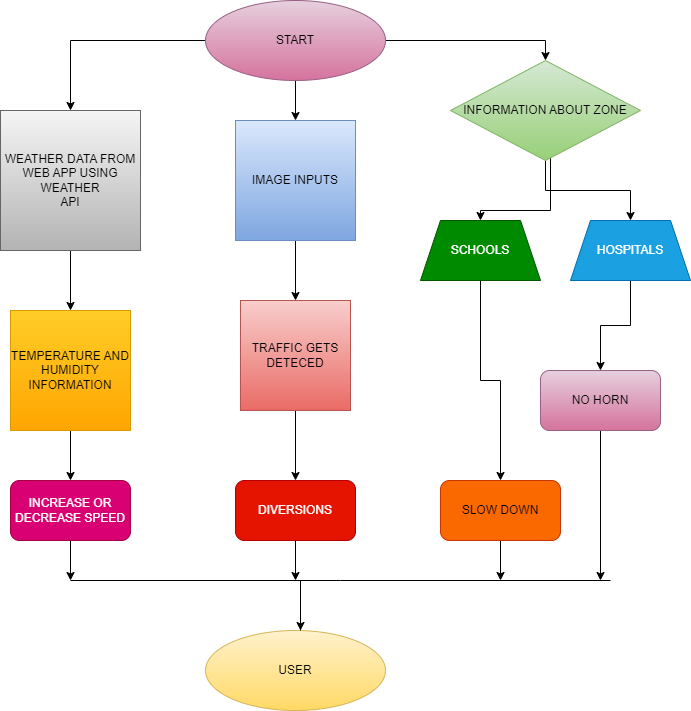 START
INFORMATION ABOUT ZONE
WEATHER DATA FROM
WEB APP USING
WEATHER
API
IMAGE INPUTS
SCHOOLS
HOSPITALS
TEMPERATURE AND
HUMIDITY
INFORMATION
TRAFFIC GETS
DETECED
NO HORN
INCREASE OR
DECREASE SPEED
DIVERSIONS
SLOW DOWN
USER